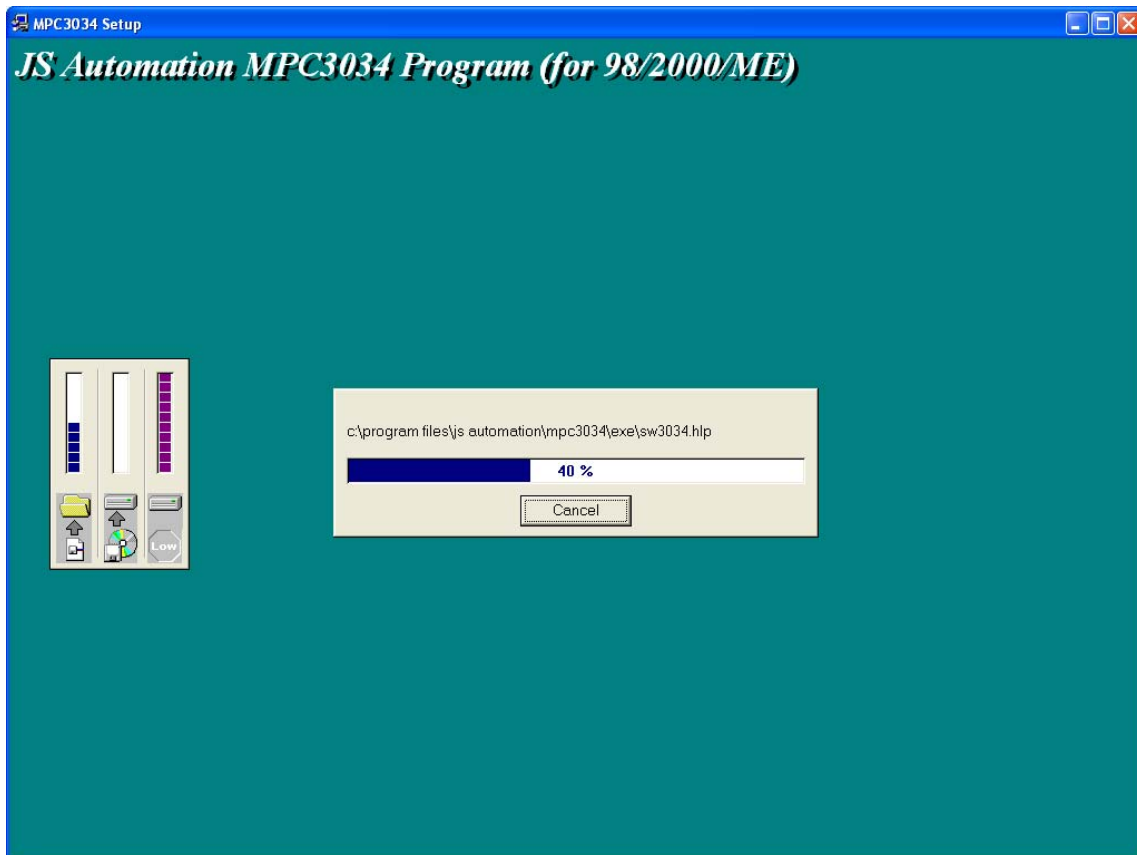 MPC3034 Setup
JS Automation MPC3034 Program (for 98/2000/ME)
c:\program files\js automation\mpc3034\exe\sw3034.hlp
40 %
Cancel
Low